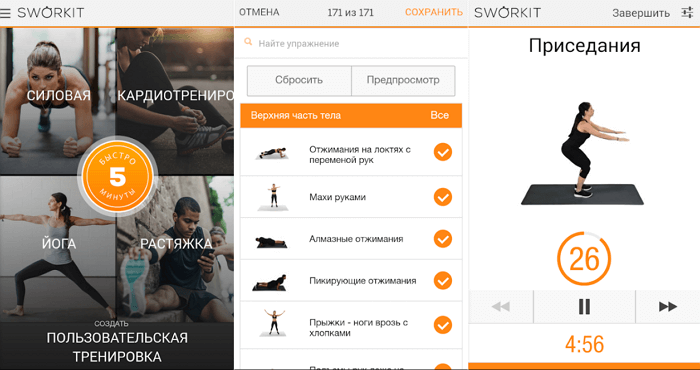 SWORKIT
СИЛОВАЯ
КАРДИОТРЕНИРО
БЫСТРО
5
МИНУТЫ
ЙОГА
РАСТЯЖКА
СОЗДАТЬ
ПОЛЬЗОВАТЕЛЬСКАЯ
ТРЕНИРОВКА
ОТМЕНА
171 из 171
СОХРАНИТЬ
Найдите упражнение
Сбросить
Предпросмотр
Верхняя часть тела
Все
Отжимания на локтях с
переменой рук
Махи руками
Алмазные отжимания
Пикирующие отжимания
Прыжки - ноги врозь с
хлопками
SWORKIT
Завершить
Приседания
26
4:56